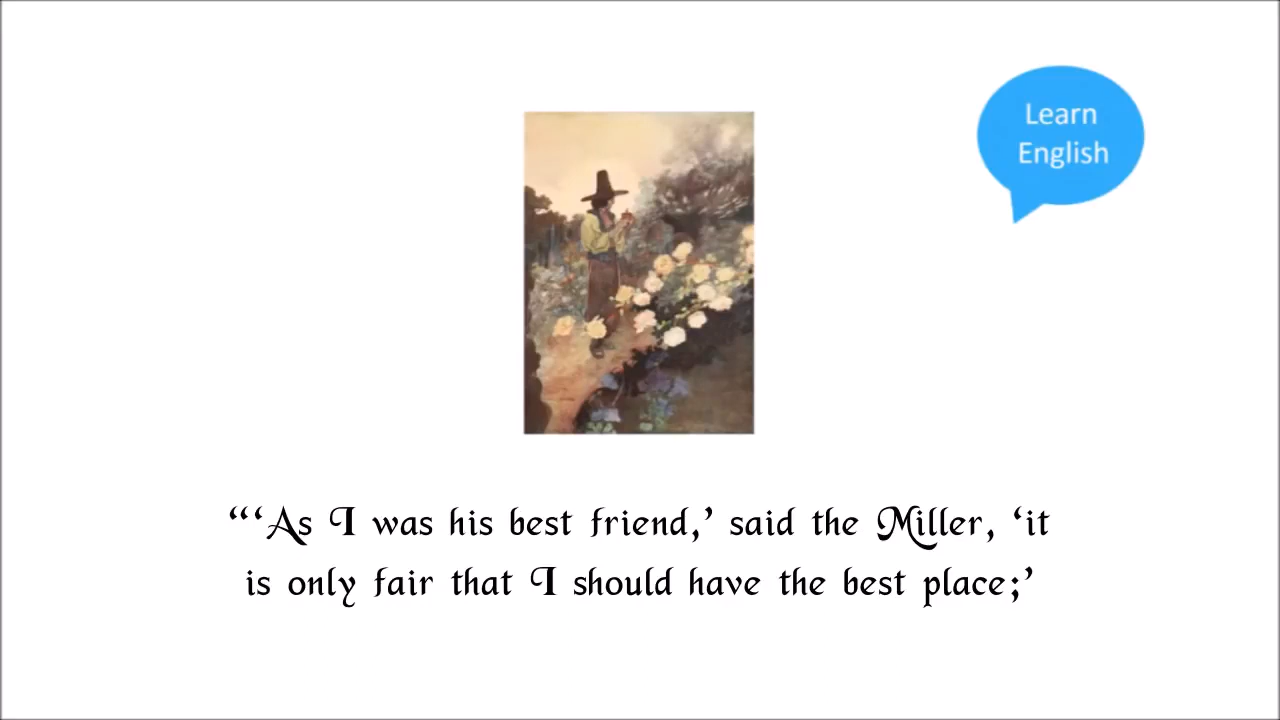 Learn
English
“‘As I was his best friend,’ said the Miller, ‘it
is only fair that I should have the best place;’